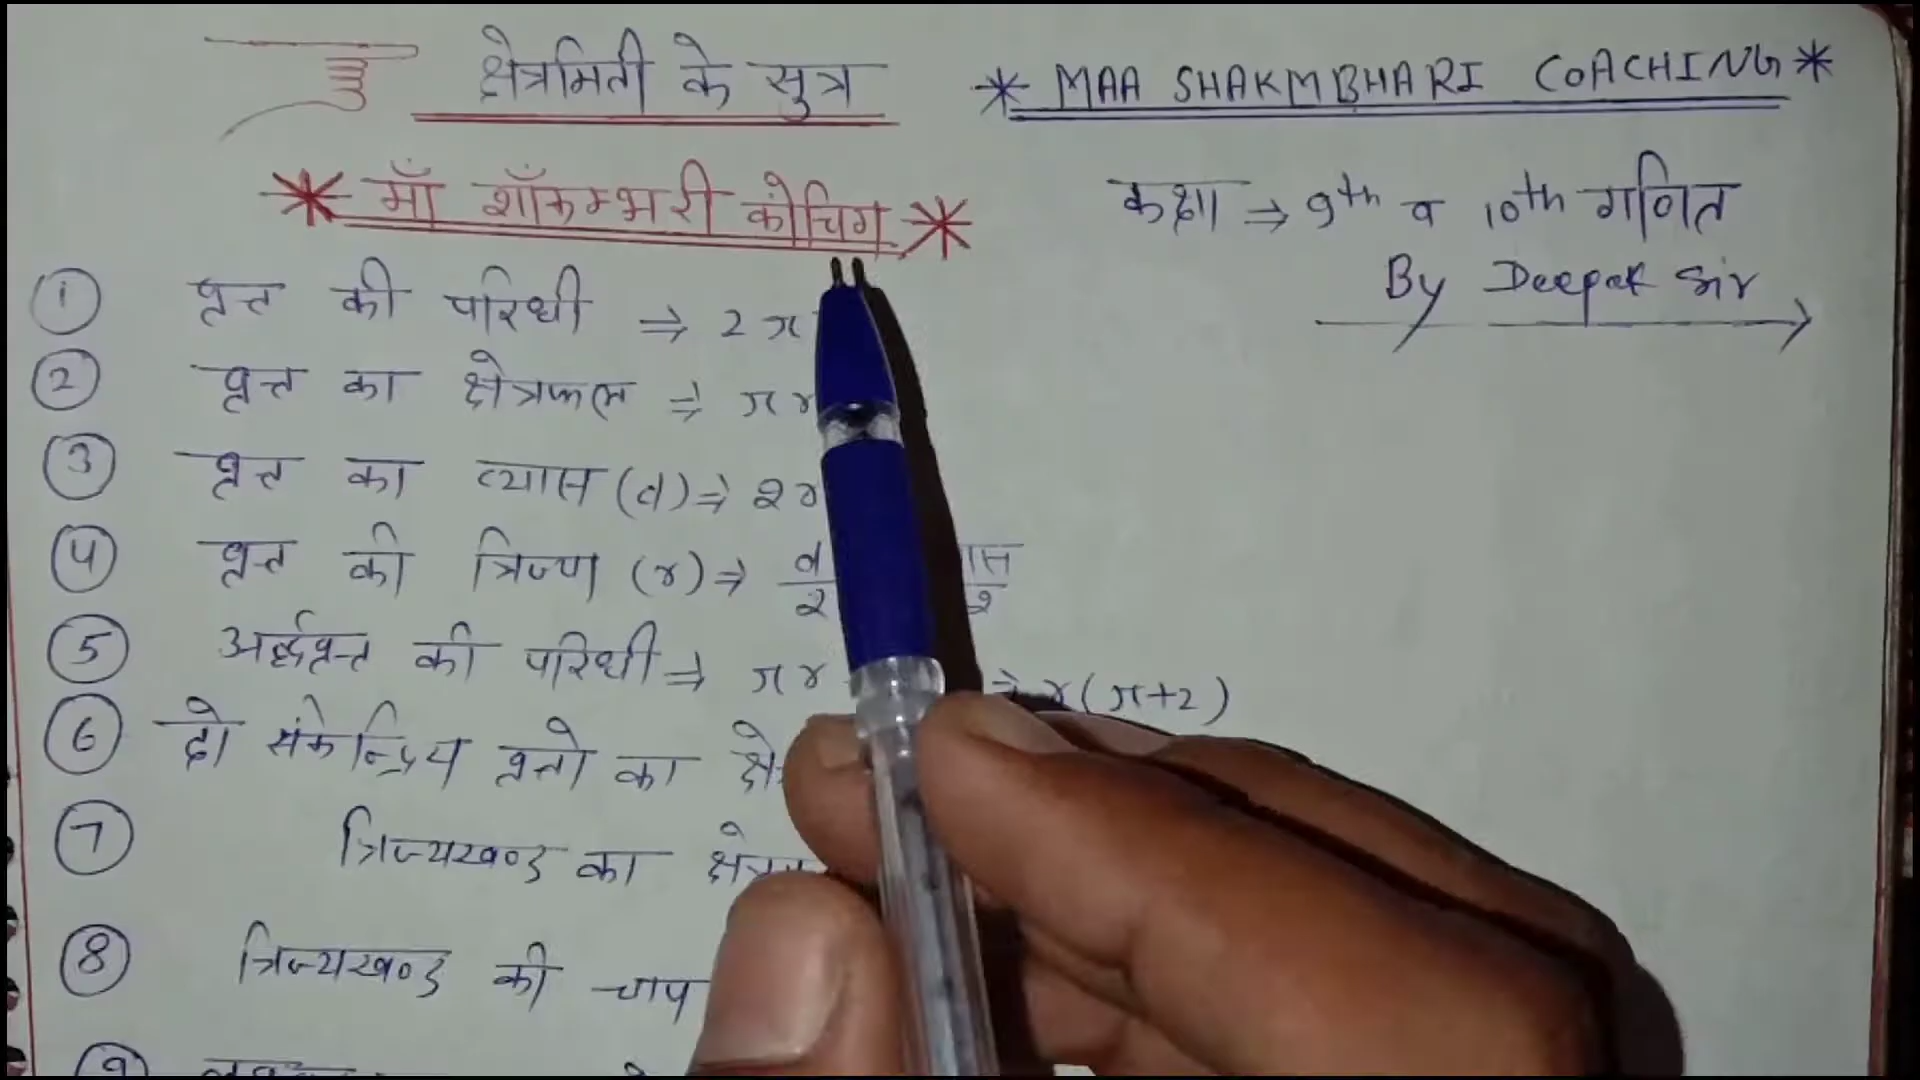 क्षेत्रमिती के सुत्र
* MAA SHAKMBHARI COACHING *
* माँ शाँकम्भरी कोचिंग *
कक्षा ⇒ 9th व 10th गणित
By Deepak Sir
① वृत्त की परिधी ⇒ 2π
② वृत्त का क्षेत्रफल ⇒ πr
③ वृत्त का व्यास (d) ⇒ 2r
④ वृत्त की त्रिज्या (r) ⇒ d/2
⑤ अर्द्धवृत्त की परिधी ⇒ πr ⇒ r(π+2)
⑥ दो संकेन्द्रिय वृत्तो का
⑦ त्रिज्यखण्ड का
⑧ त्रिज्यखण्ड की चाप
⑨